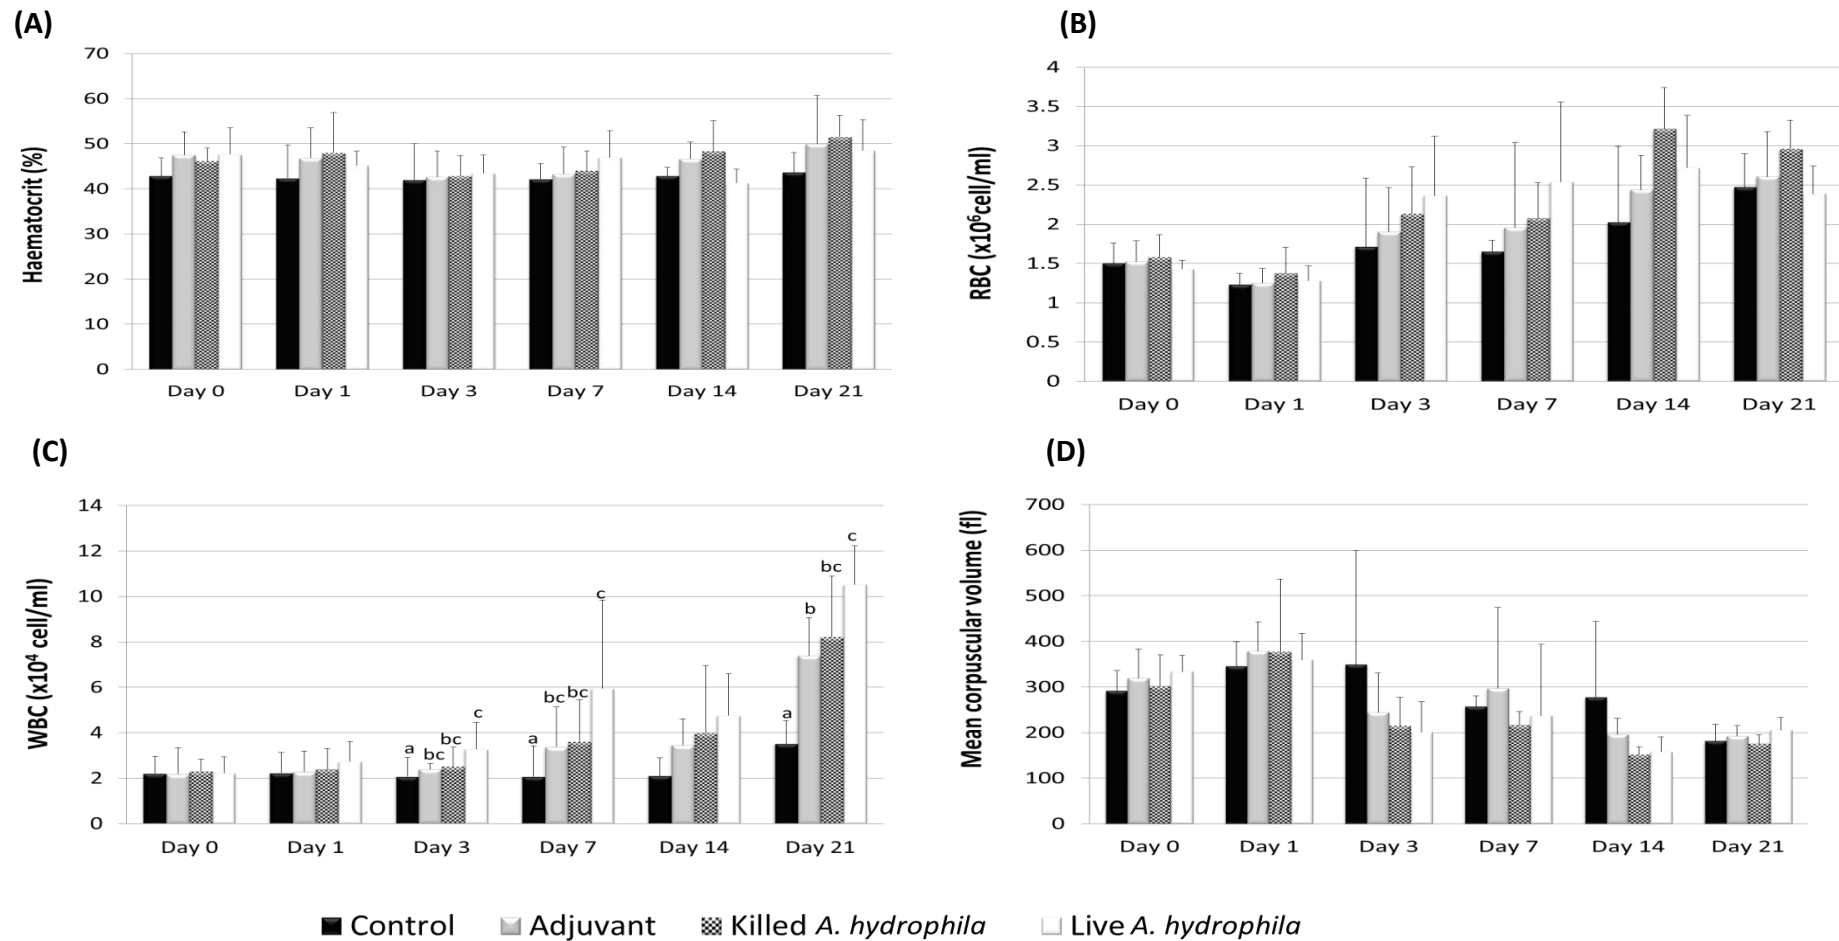 (A)
70
60
50
40
30
20
10
0
Haematocrit (%)
Day 0 Day 1 Day 3 Day 7 Day 14 Day 21
(B)
4
3.5
3
2.5
2
1.5
1
0.5
0
RBC (x10⁶cell/ml)
Day 0 Day 1 Day 3 Day 7 Day 14 Day 21
(C)
14
12
10
8
6
4
2
0
WBC (x10⁴ cell/ml)
a bc bc c
a bc bc c
a b bc c
Day 0 Day 1 Day 3 Day 7 Day 14 Day 21
(D)
700
600
500
400
300
200
100
0
Mean corpuscular volume (fl)
Day 0 Day 1 Day 3 Day 7 Day 14 Day 21
Control Adjuvant Killed A. hydrophila Live A. hydrophila